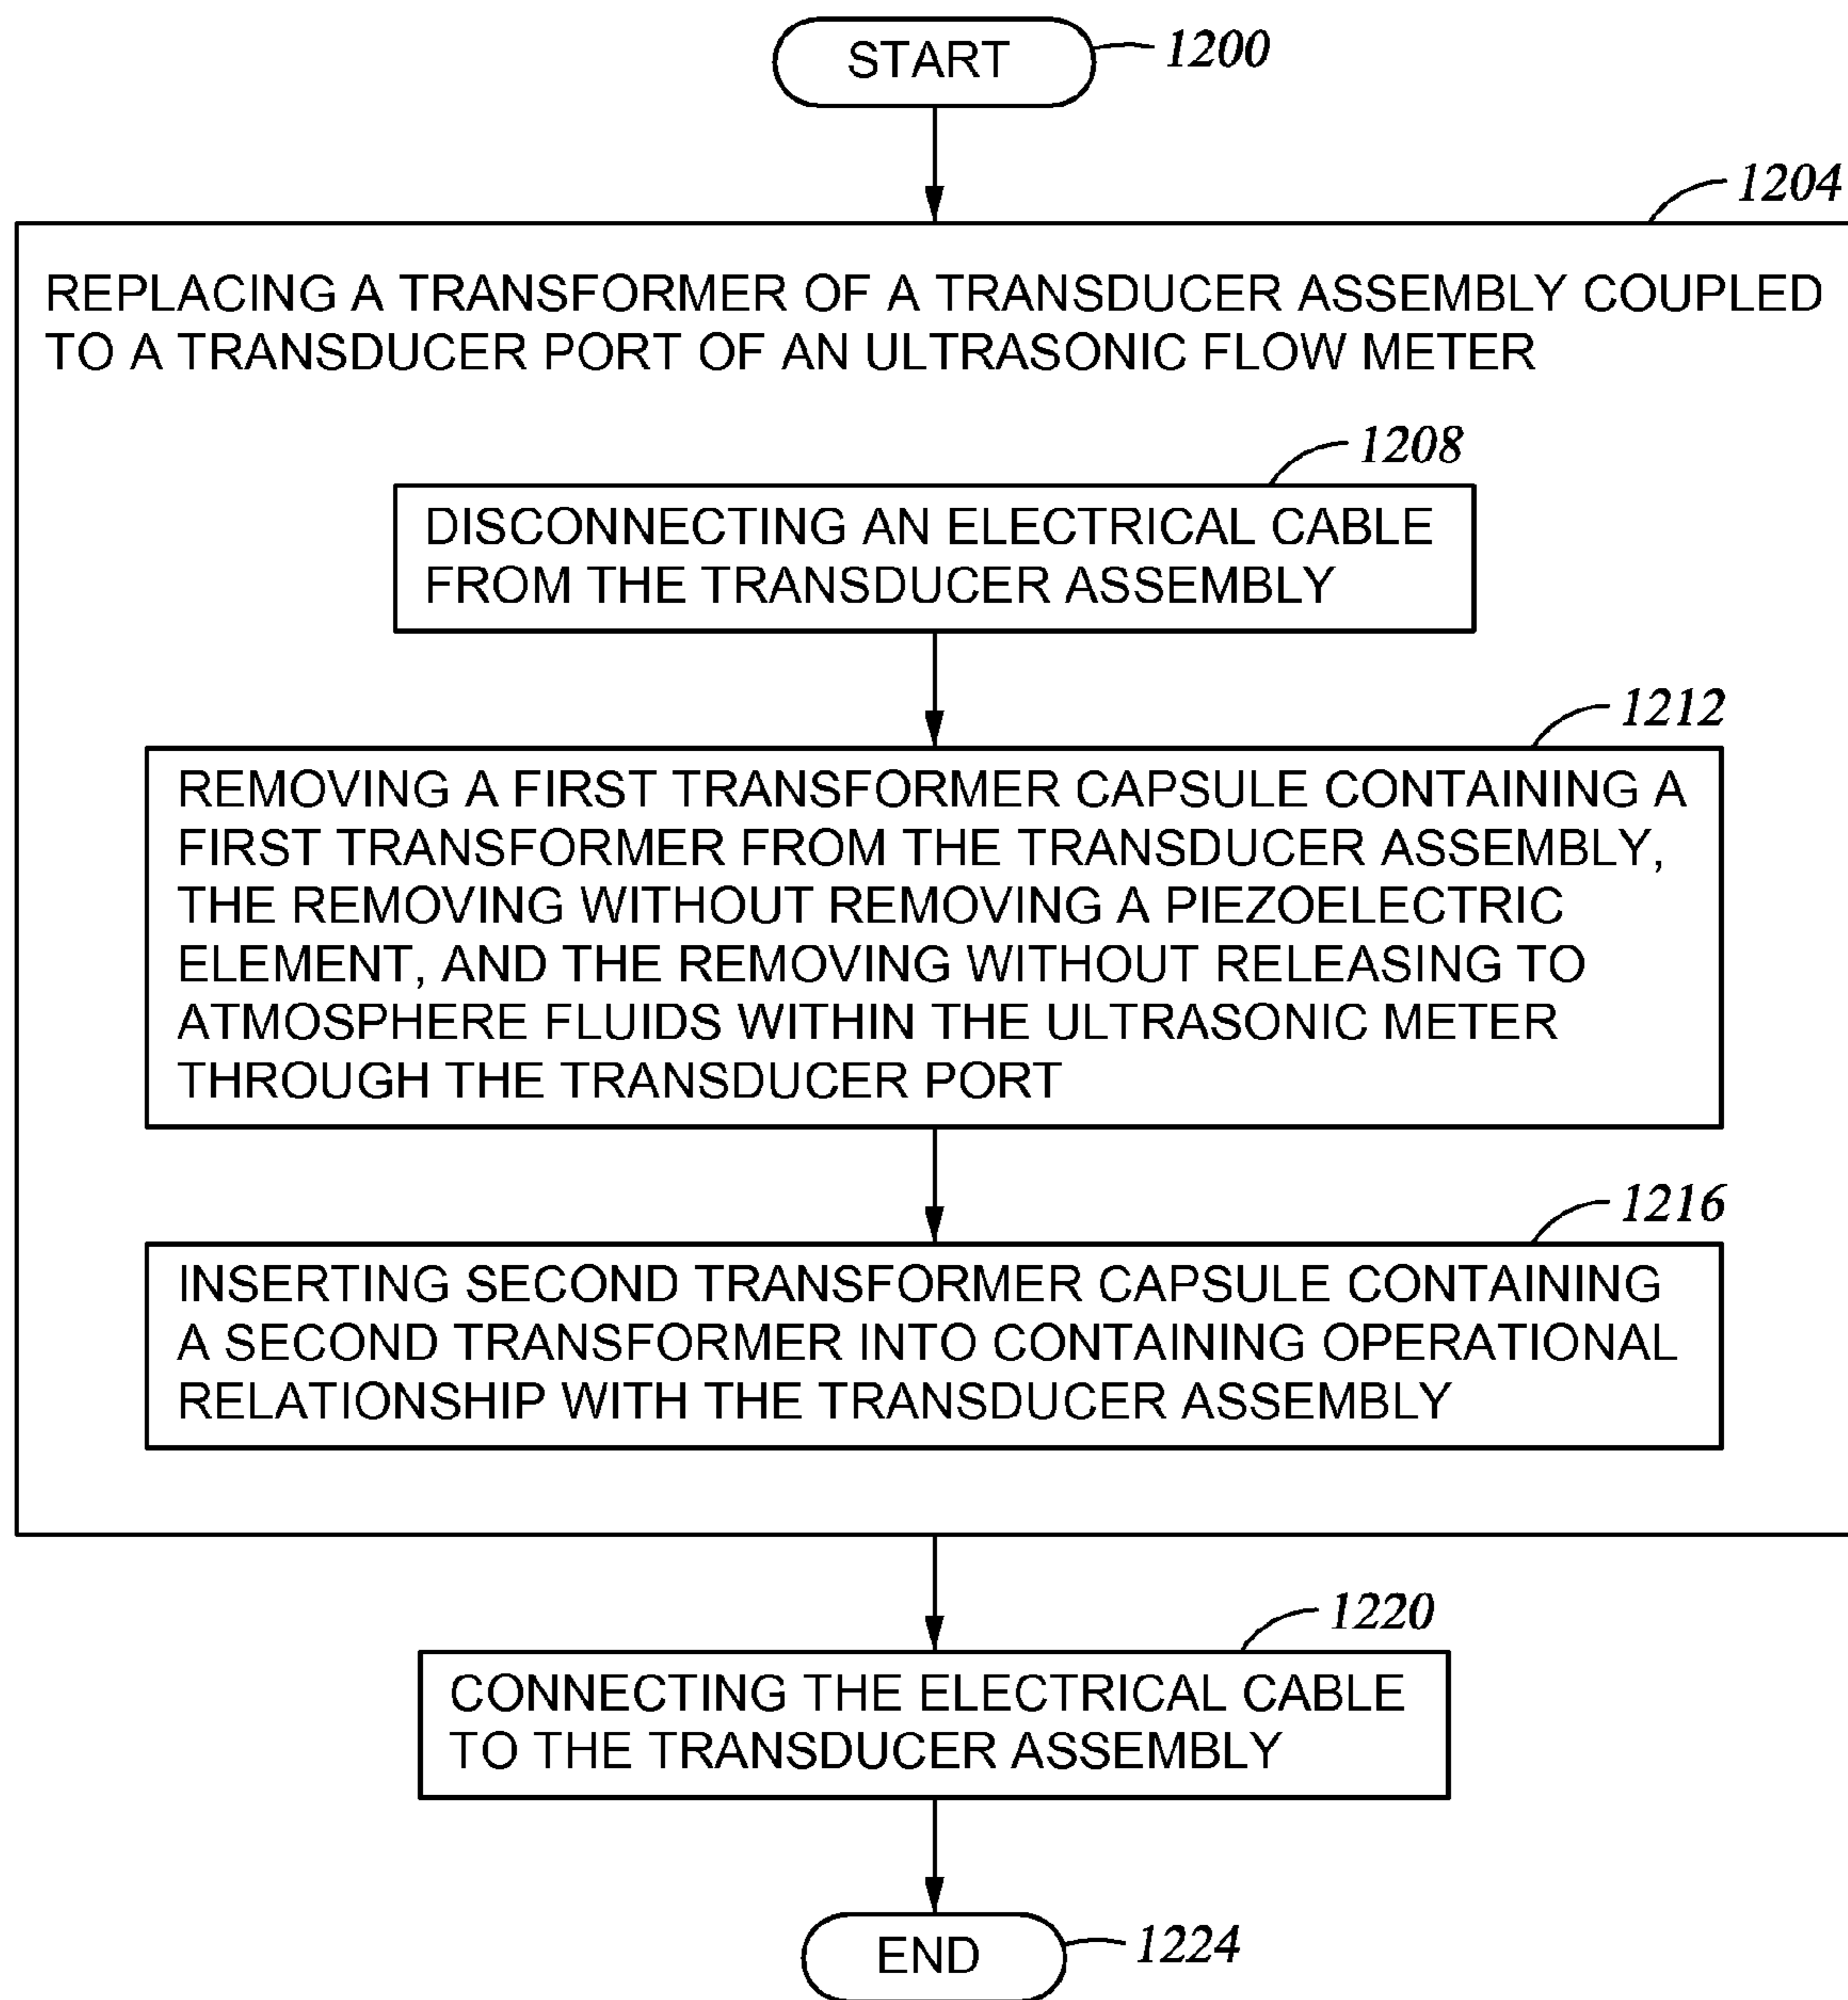 START
1200
1204
REPLACING A TRANSFORMER OF A TRANSDUCER ASSEMBLY COUPLED
TO A TRANSDUCER PORT OF AN ULTRASONIC FLOW METER
1208
DISCONNECTING AN ELECTRICAL CABLE
FROM THE TRANSDUCER ASSEMBLY
1212
REMOVING A FIRST TRANSFORMER CAPSULE CONTAINING A
FIRST TRANSFORMER FROM THE TRANSDUCER ASSEMBLY,
THE REMOVING WITHOUT REMOVING A PIEZOELECTRIC
ELEMENT, AND THE REMOVING WITHOUT RELEASING TO
ATMOSPHERE FLUIDS WITHIN THE ULTRASONIC METER
THROUGH THE TRANSDUCER PORT
1216
INSERTING SECOND TRANSFORMER CAPSULE CONTAINING
A SECOND TRANSFORMER INTO CONTAINING OPERATIONAL
RELATIONSHIP WITH THE TRANSDUCER ASSEMBLY
1220
CONNECTING THE ELECTRICAL CABLE
TO THE TRANSDUCER ASSEMBLY
END
1224